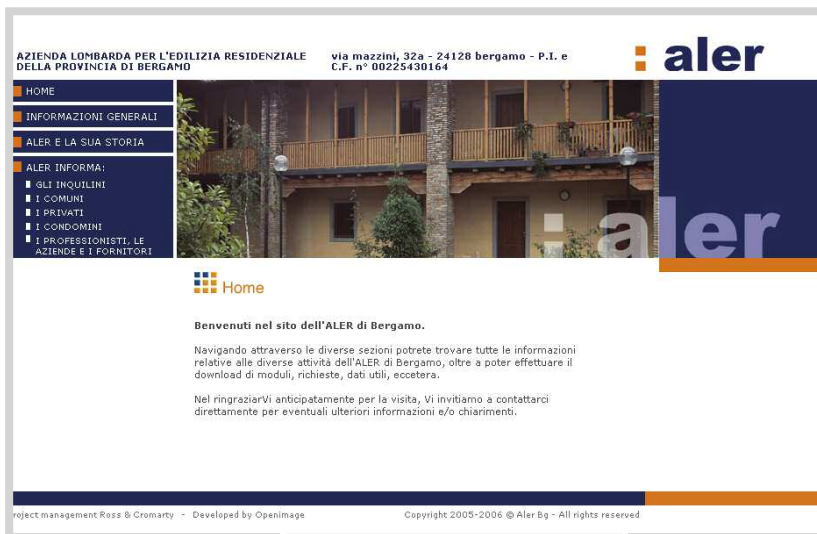 AZIENDA LOMBARDA PER L'EDILIZIA RESIDENZIALE
DELLA PROVINCIA DI BERGAMO
via mazzini, 32a - 24128 bergamo - P.I. e
C.F. n° 00225430164
: aler
HOME
INFORMAZIONI GENERALI
ALER E LA SUA STORIA
ALER INFORMA:
GLI INQUILINI
I COMUNI
I PRIVATI
I CONDOMINI
I PROFESSIONISTI, LE
AZIENDE E I FORNITORI
: aler
Home
Benvenuti nel sito dell'ALER di Bergamo.
Navigando attraverso le diverse sezioni potrete trovare tutte le informazioni
relative alle diverse attività dell'ALER di Bergamo, oltre a poter effettuare il
download di moduli, richieste, dati utili, eccetera.
Nel ringraziarVi anticipatamente per la visita, Vi invitiamo a contattarci
direttamente per eventuali ulteriori informazioni e/o chiarimenti.
roject management Ross & Cromarty - Developed by Openimage
Copyright 2005-2006 @ Aler Bg - All rights reserved